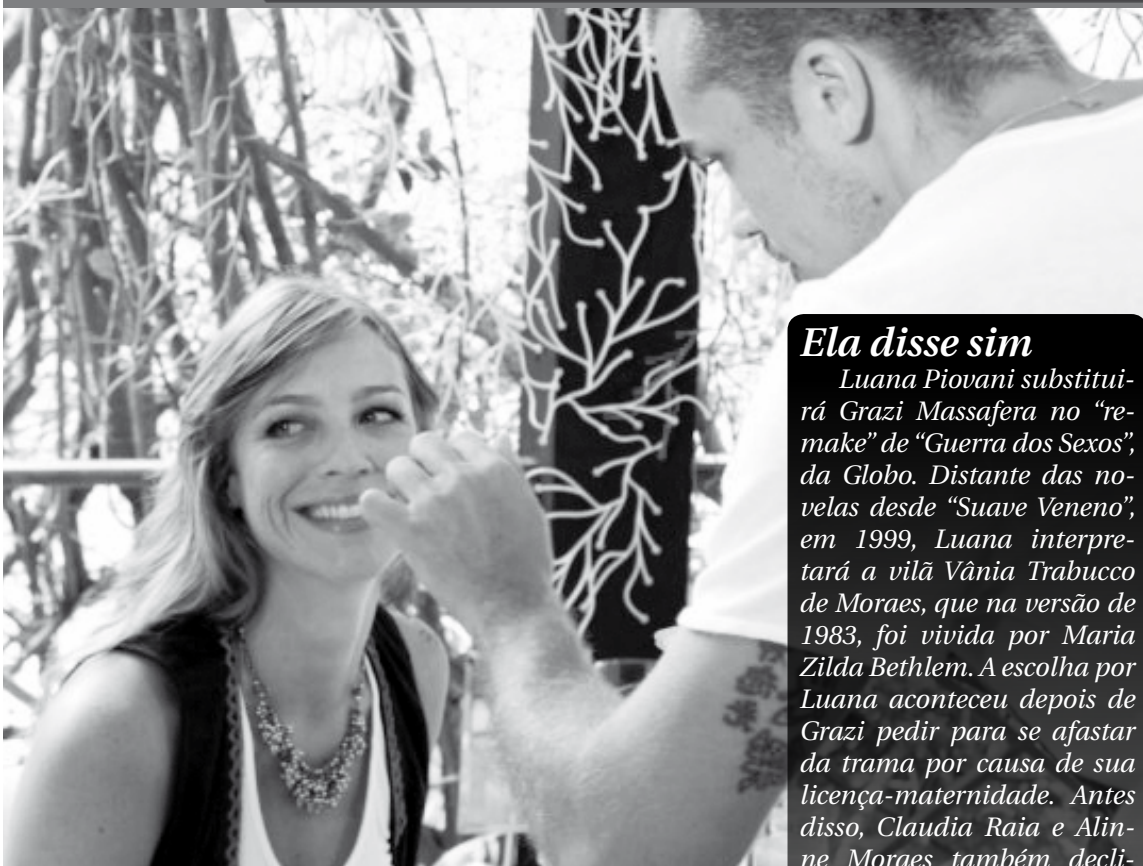 Ela disse sim
Luana Piovani substitui-
rá Grazi Massafera no “re-
make” de “Guerra dos Sexos”,
da Globo. Distante das no-
velas desde “Suave Veneno”,
em 1999, Luana interpre-
tará a vilã Vânia Trabucco
de Moraes, que na versão de
1983, foi vivida por Maria
Zilda Bethlem. A escolha por
Luana aconteceu depois de
Grazi pedir para se afastar
da trama por causa de sua
licença-maternidade. Antes
disso, Claudia Raia e Alin-
ne Moraes também decli-